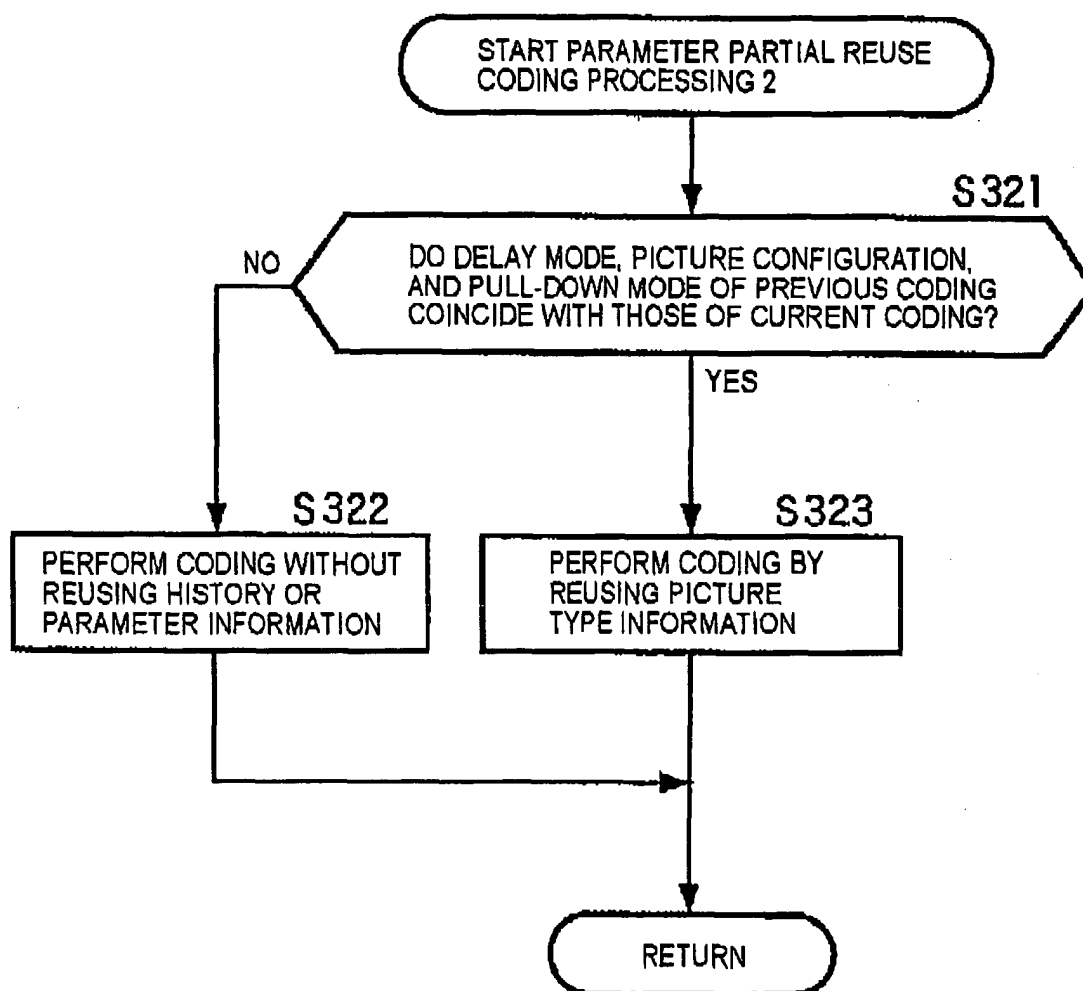 START PARAMETER PARTIAL REUSE
CODING PROCESSING 2
S321
NO
DO DELAY MODE, PICTURE CONFIGURATION,
AND PULL-DOWN MODE OF PREVIOUS CODING
COINCIDE WITH THOSE OF CURRENT CODING?
YES
S322
S323
PERFORM CODING WITHOUT
REUSING HISTORY OR
PARAMETER INFORMATION
PERFORM CODING BY
REUSING PICTURE
TYPE INFORMATION
RETURN